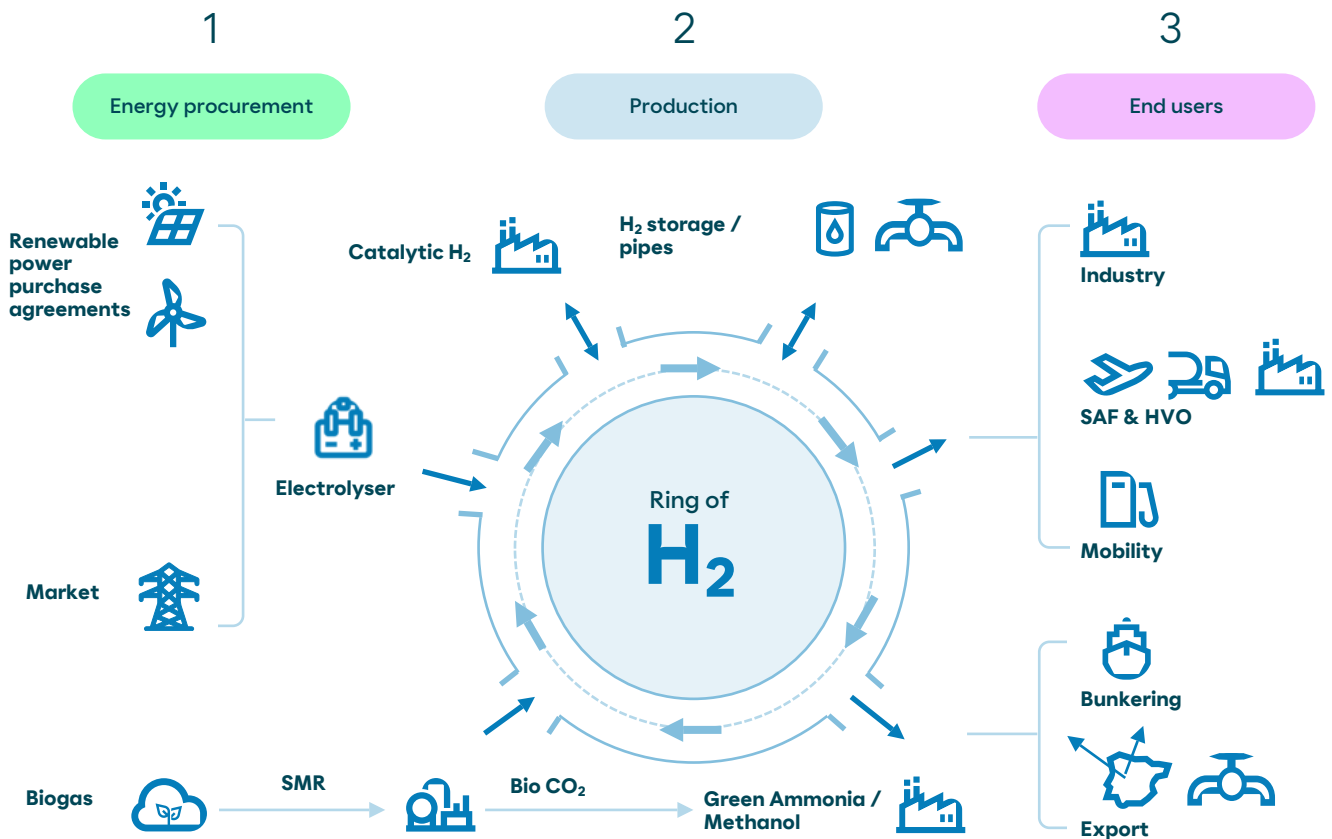 1
2
3
Energy procurement
Production
End users
Renewable
power
purchase
agreements
Catalytic H₂
H₂ storage /
pipes
Industry
SAF & HVO
Electrolyser
Ring of
H₂
Mobility
Market
Bunkering
Biogas
SMR
Bio CO₂
Green Ammonia /
Methanol
Export